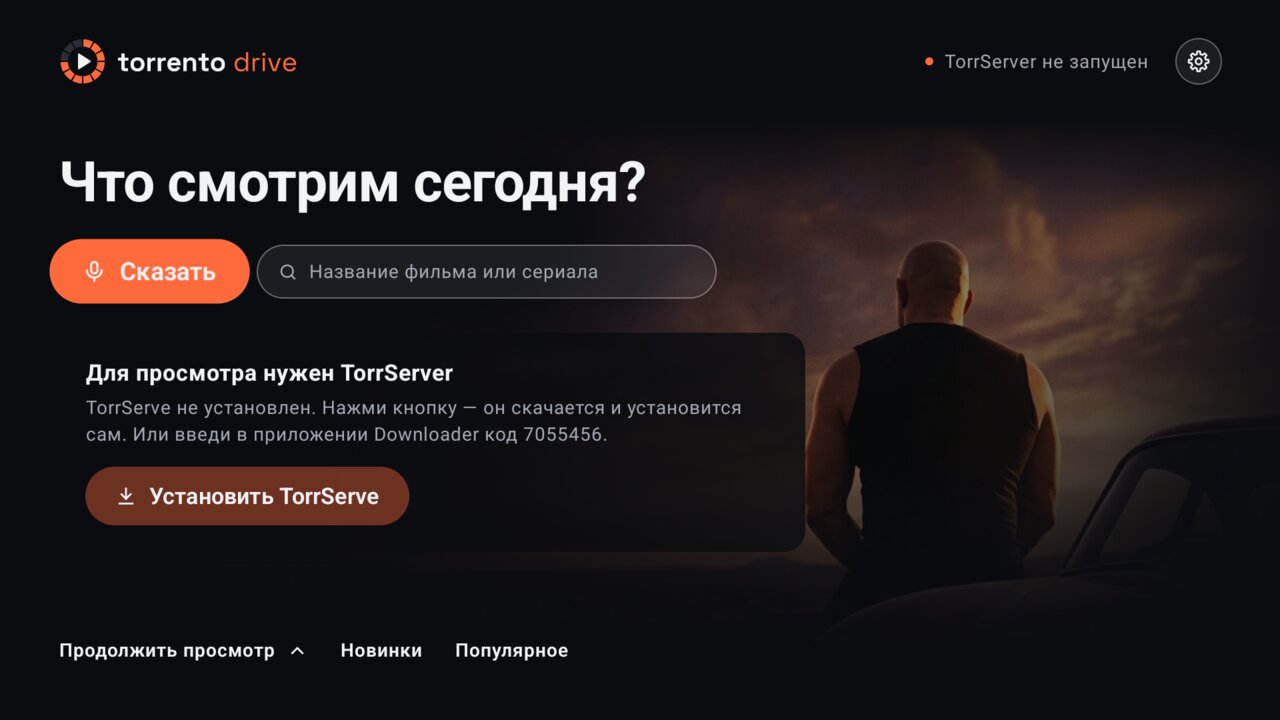 torrento drive
TorrServer не запущен
Что смотрим сегодня?
Сказать
Название фильма или сериала
Для просмотра нужен TorrServer
TorrServe не установлен. Нажми кнопку — он скачается и установится
сам. Или введи в приложении Downloader код 7055456.
Установить TorrServe
Продолжить просмотр
Новинки
Популярное